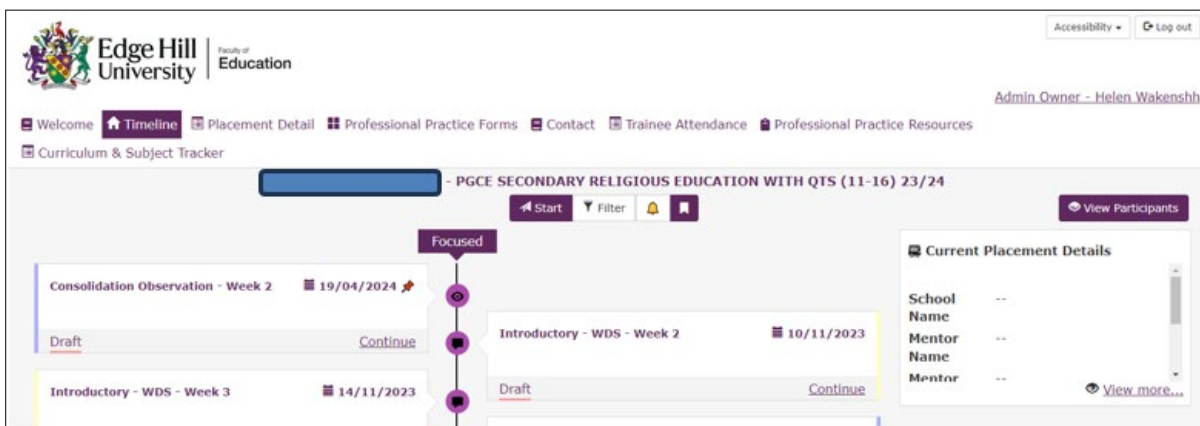 Edge Hill University
Faculty of Education
Accessibility
Log out
Admin Owner - Helen Wakenshh
Welcome Timeline Placement Detail Professional Practice Forms Contact Trainee Attendance Professional Practice Resources
Curriculum & Subject Tracker
- PGCE SECONDARY RELIGIOUS EDUCATION WITH QTS (11-16) 23/24
Start Filter
View Participants
Focused
Consolidation Observation - Week 2 19/04/2024
Draft Continue
Introductory - WDS - Week 2 10/11/2023
Draft Continue
Introductory - WDS - Week 3 14/11/2023
Current Placement Details
School Name --
Mentor Name --
Mentor --
View more...